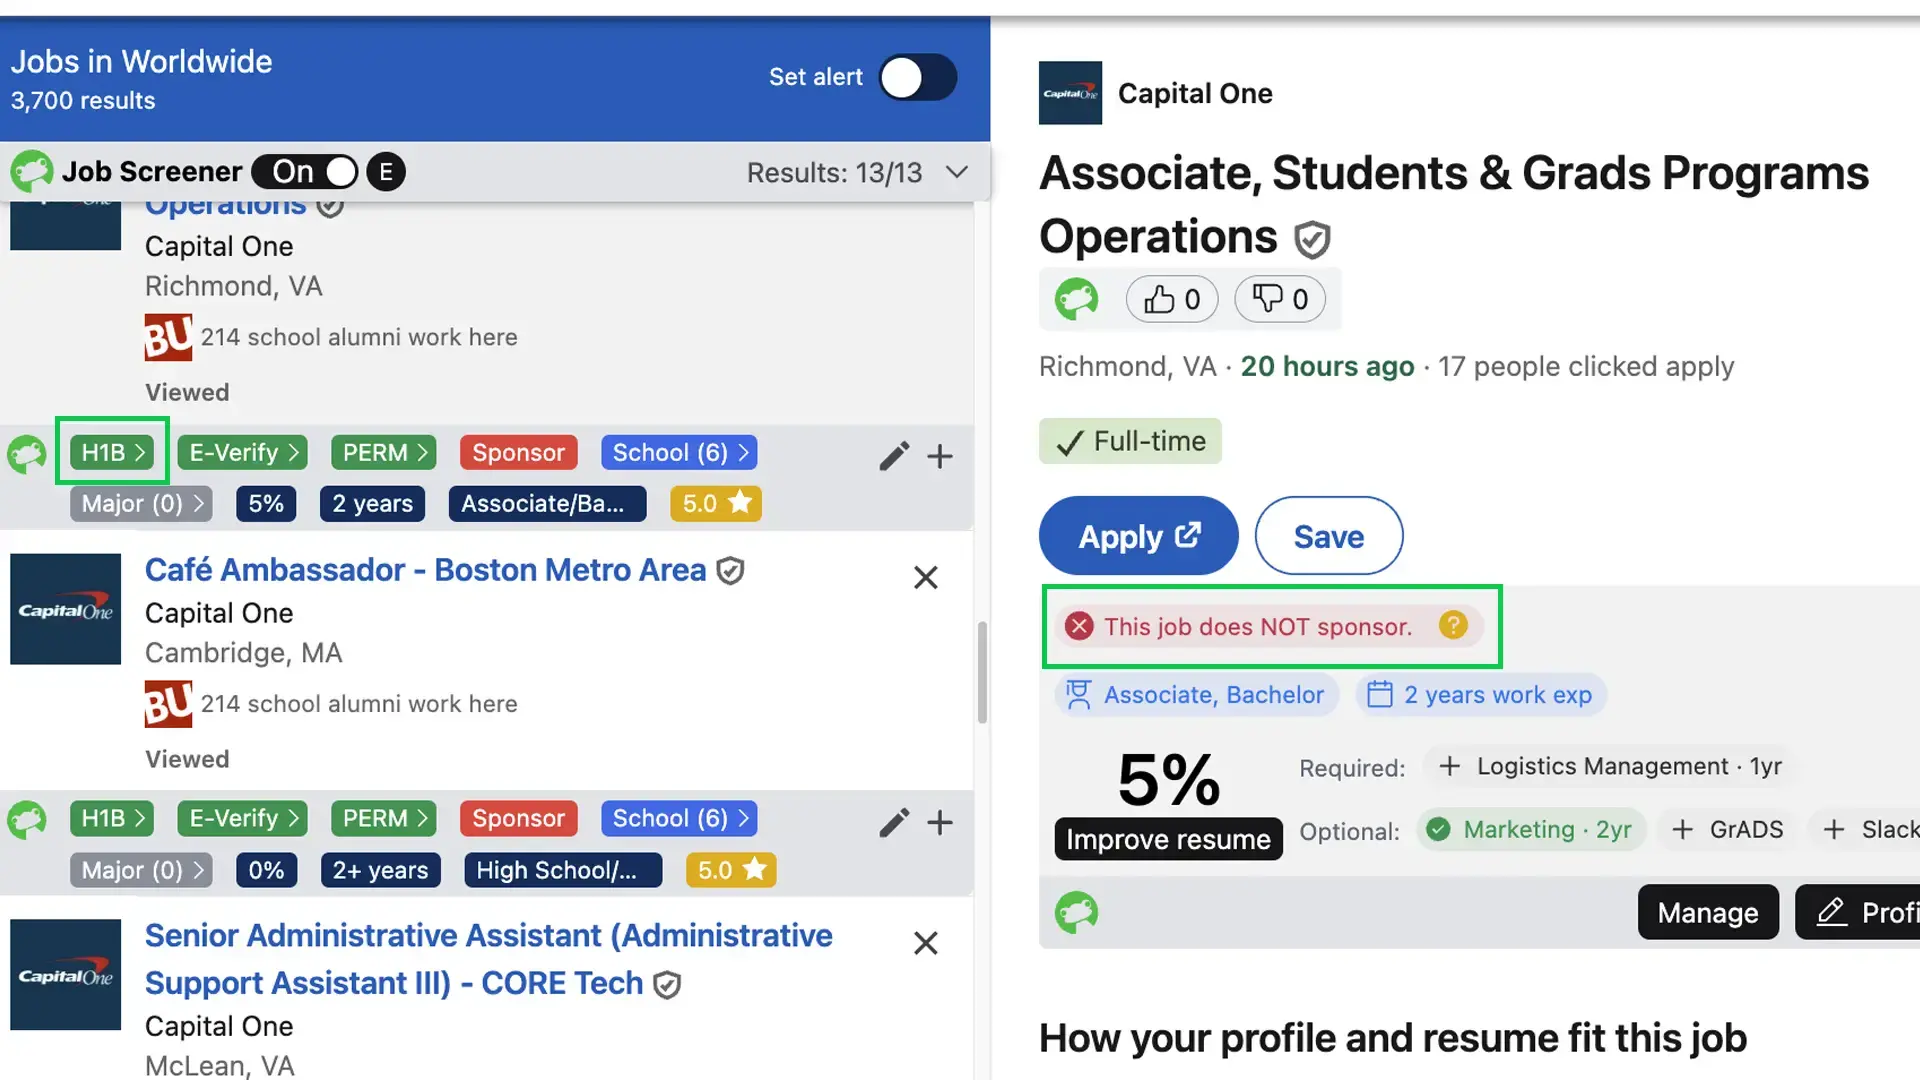 Jobs in Worldwide
3,700 results
Set alert
Job Screener On E
Results: 13/13
Operations
Capital One
Richmond, VA
BU 214 school alumni work here
Viewed
H1B > E-Verify > PERM > Sponsor School (6) >
Major (0) > 5% 2 years Associate/Ba... 5.0
Capital One
Café Ambassador - Boston Metro Area
Capital One
Cambridge, MA
BU 214 school alumni work here
Viewed
H1B > E-Verify > PERM > Sponsor School (6) >
Major (0) > 0% 2+ years High School/... 5.0
Capital One
Senior Administrative Assistant (Administrative
Support Assistant III) - CORE Tech
Capital One
McLean, VA
Capital One
Capital One
Associate, Students & Grads Programs
Operations
0 0
Richmond, VA · 20 hours ago · 17 people clicked apply
Full-time
Apply Save
This job does NOT sponsor. ?
Associate, Bachelor 2 years work exp
5%
Improve resume
Required: + Logistics Management · 1yr
Optional: Marketing · 2yr + GrADS + Slack
Manage Profi
How your profile and resume fit this job